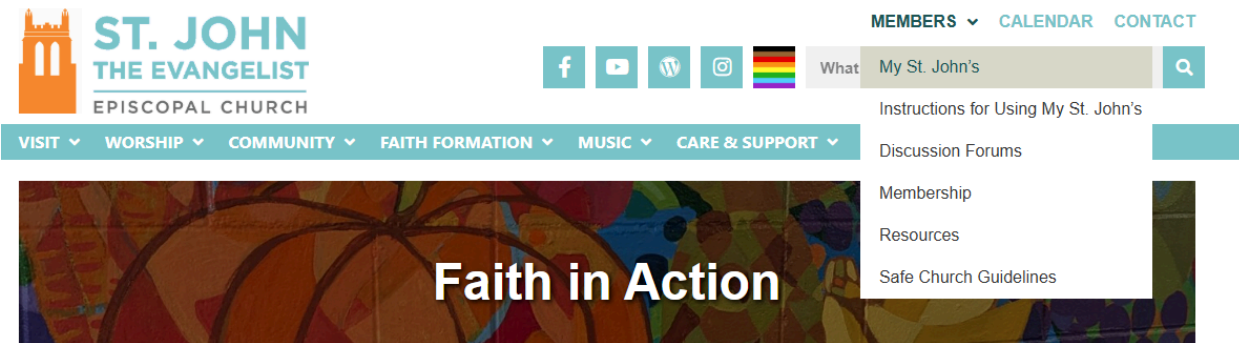 ST. JOHN
THE EVANGELIST
EPISCOPAL CHURCH
MEMBERS CALENDAR CONTACT
What
My St. John's
Instructions for Using My St. John's
Discussion Forums
Membership
Resources
Safe Church Guidelines
VISIT WORSHIP COMMUNITY FAITH FORMATION MUSIC CARE & SUPPORT
Faith in Action